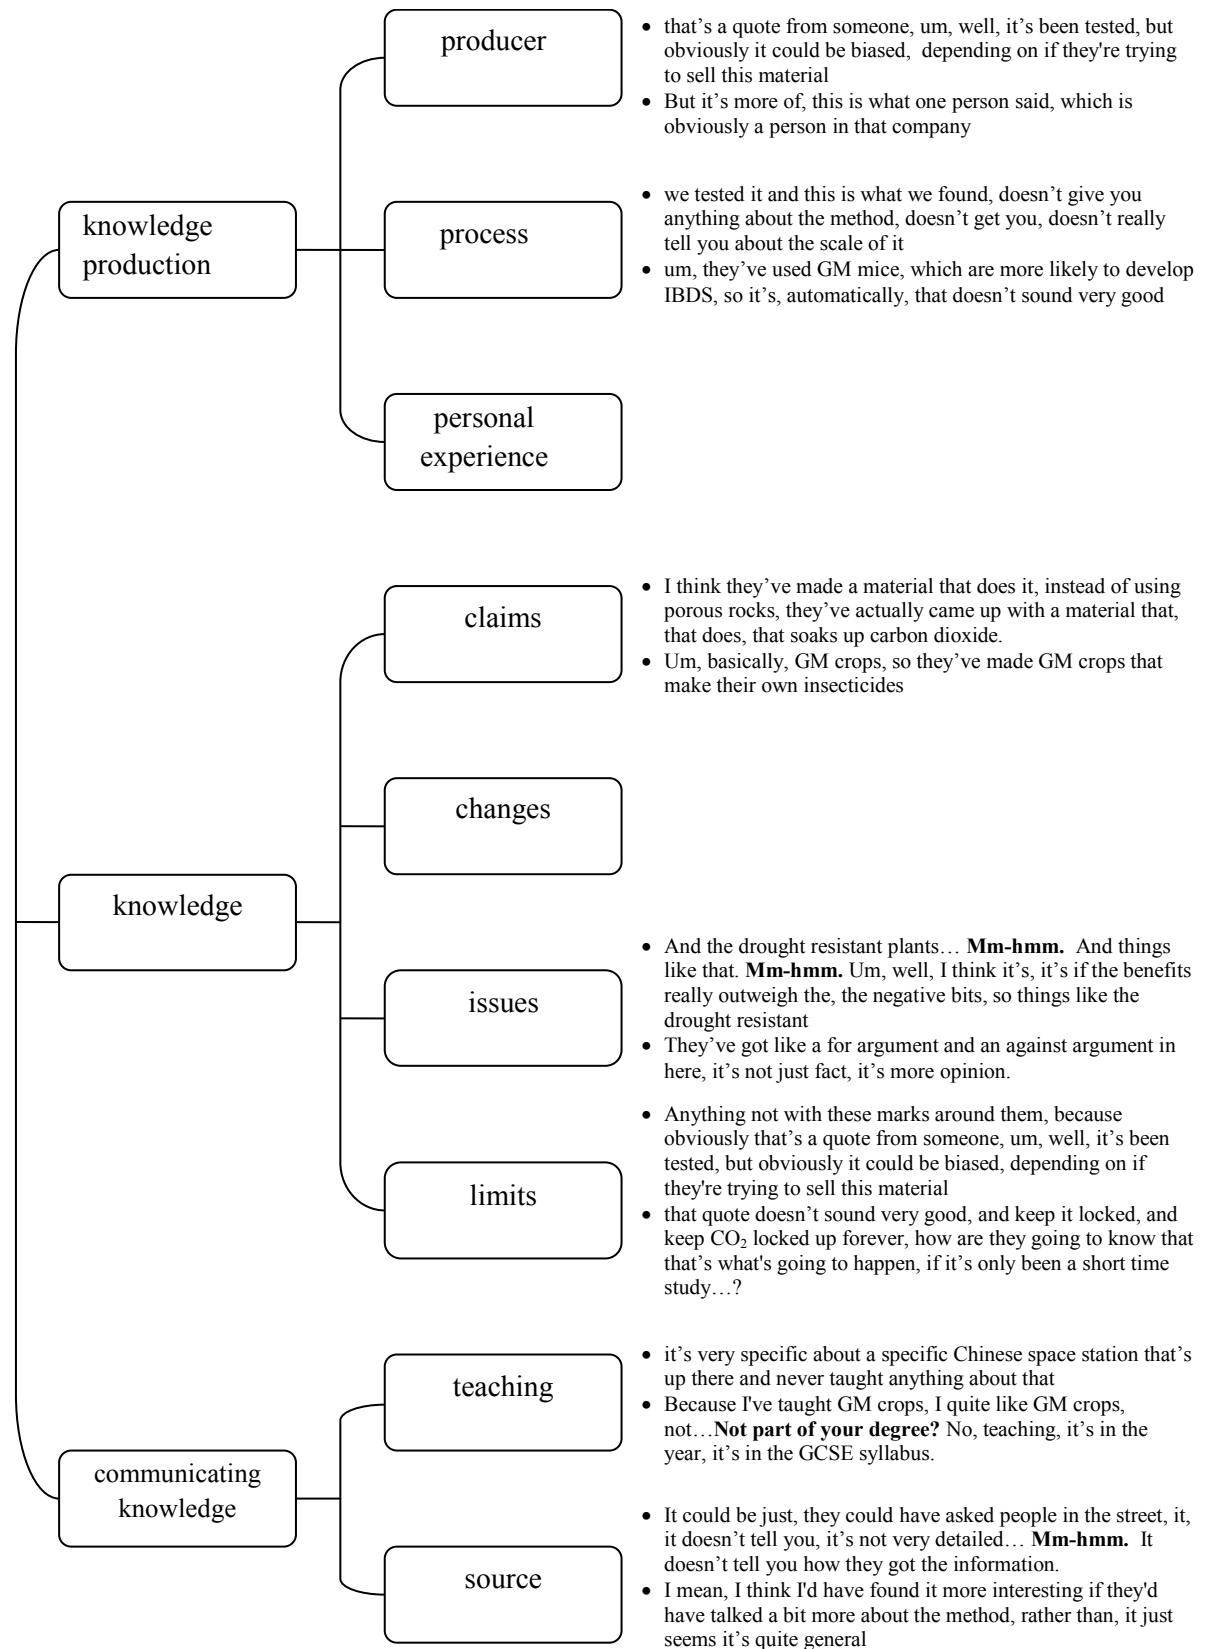 producer
• that's a quote from someone, um, well, it's been tested, but
obviously it could be biased,  depending on if they're trying
to sell this material
• But it's more of, this is what one person said, which is
obviously a person in that company
knowledge
production
process
• we tested it and this is what we found, doesn't give you
anything about the method, doesn't get you, doesn't really
tell you about the scale of it
• um, they've used GM mice, which are more likely to develop
IBDS, so it's, automatically, that doesn't sound very good
personal
experience
claims
• I think they've made a material that does it, instead of using
porous rocks, they've actually came up with a material that,
that does, that soaks up carbon dioxide.
• Um, basically, GM crops, so they've made GM crops that
make their own insecticides
changes
knowledge
issues
• And the drought resistant plants… Mm-hmm.  And things
like that. Mm-hmm. Um, well, I think it's, it's if the benefits
really outweigh the, the negative bits, so things like the
drought resistant
• They've got like a for argument and an against argument in
here, it's not just fact, it's more opinion.
limits
• Anything not with these marks around them, because
obviously that's a quote from someone, um, well, it's been
tested, but obviously it could be biased, depending on if
they're trying to sell this material
• that quote doesn't sound very good, and keep it locked, and
keep CO₂ locked up forever, how are they going to know that
that's what's going to happen, if it's only been a short time
study…?
teaching
• it's very specific about a specific Chinese space station that's
up there and never taught anything about that
• Because I've taught GM crops, I quite like GM crops,
not…Not part of your degree? No, teaching, it's in the
year, it's in the GCSE syllabus.
communicating
knowledge
source
• It could be just, they could have asked people in the street, it,
it doesn't tell you, it's not very detailed… Mm-hmm.  It
doesn't tell you how they got the information.
• I mean, I think I'd have found it more interesting if they'd
have talked a bit more about the method, rather than, it just
seems it's quite general